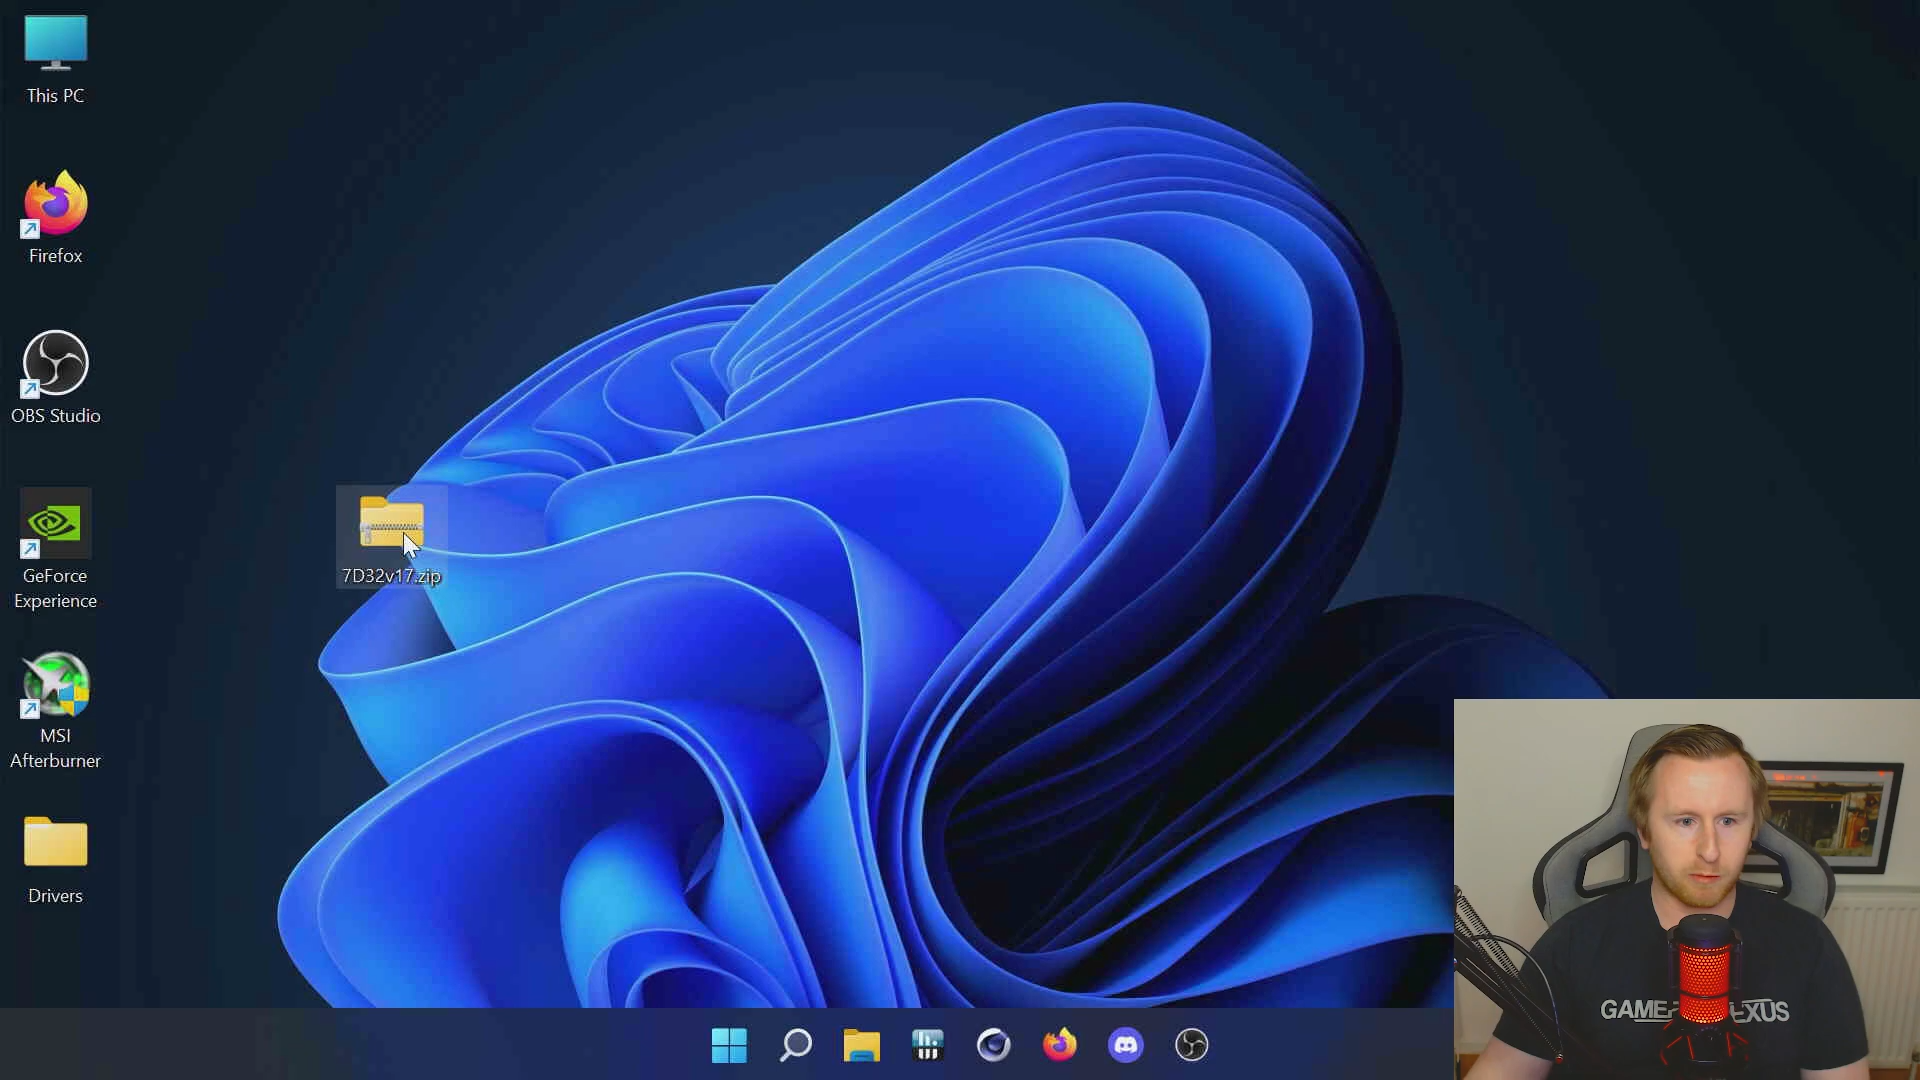 This PC
Firefox
OBS Studio
GeForce
Experience
MSI
Afterburner
Drivers
7D32v17.zip